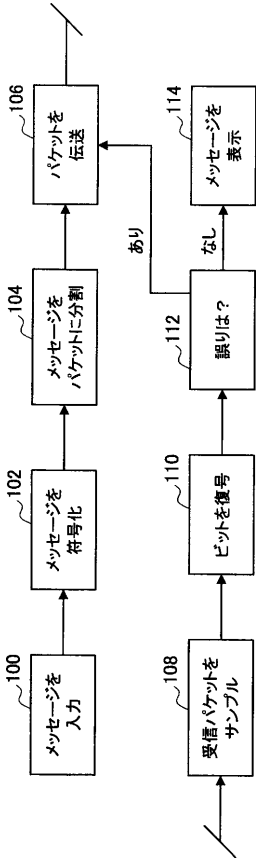 100
メッセージを
入力
102
メッセージを
符号化
104
メッセージを
パケットに分割
106
パケットを
伝送
108
受信パケットを
サンプル
110
ビットを復号
112
誤りは?
あり
なし
114
メッセージを
表示